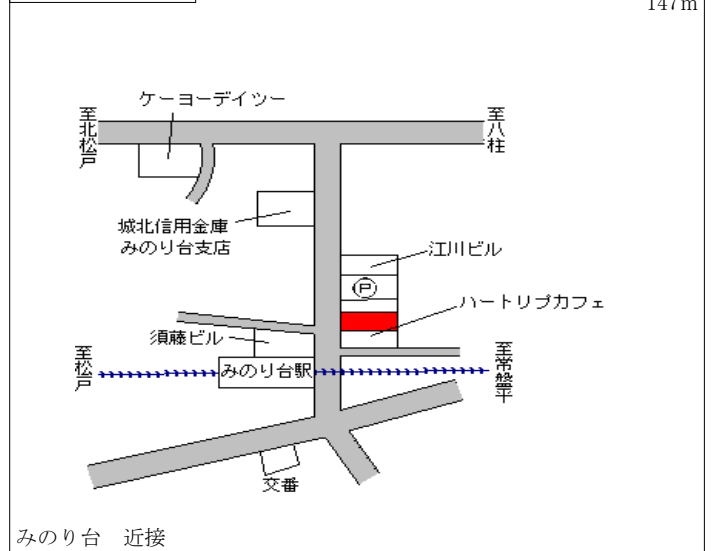 147m
ケーヨーデイツー
至北松戸
至八柱
城北信用金庫
みのり台支店
江川ビル
P
ハートリプカフェ
須藤ビル
至松戸
みのり台駅
至常盤平
交番
みのり台 近接